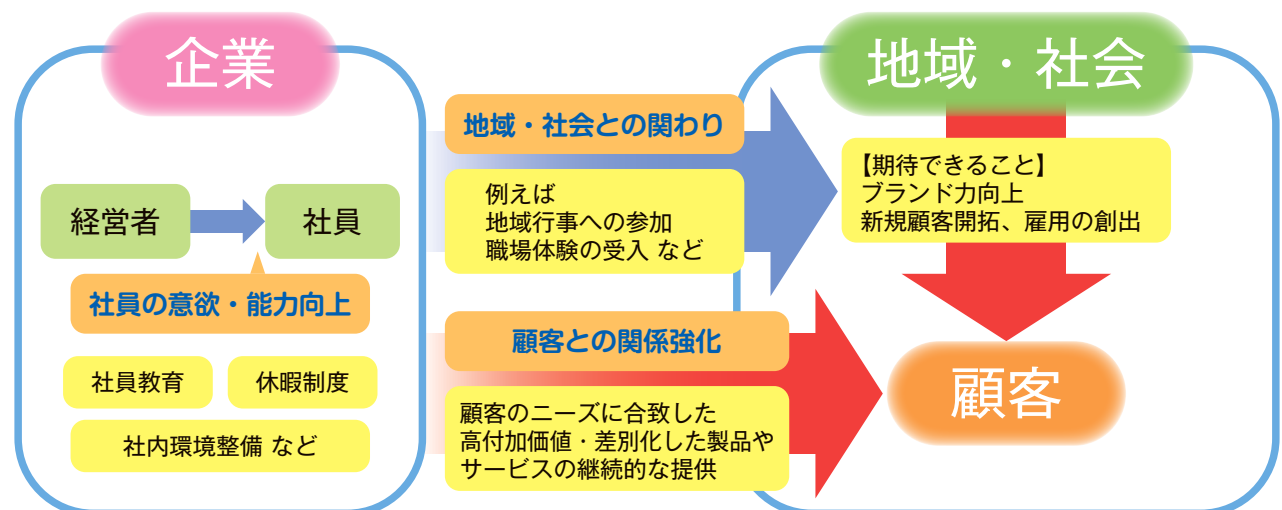 企業
経営者
社員
社員の意欲・能力向上
社員教育
休暇制度
社内環境整備 など
地域・社会との関わり
例えば
地域行事への参加
職場体験の受入 など
顧客との関係強化
顧客のニーズに合致した
高付加価値・差別化した製品や
サービスの継続的な提供
地域・社会
【期待できること】
ブランド力向上
新規顧客開拓、雇用の創出
顧客